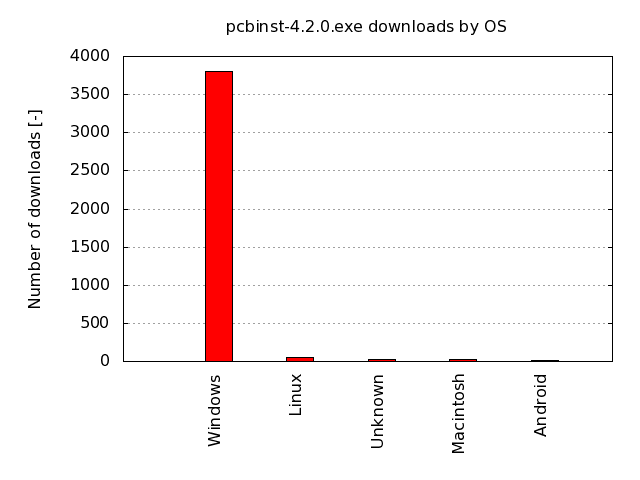 pcbinst-4.2.0.exe downloads by OS
4000
3500
3000
2500
2000
1500
1000
500
0
Number of downloads [-]
Windows
Linux
Unknown
Macintosh
Android